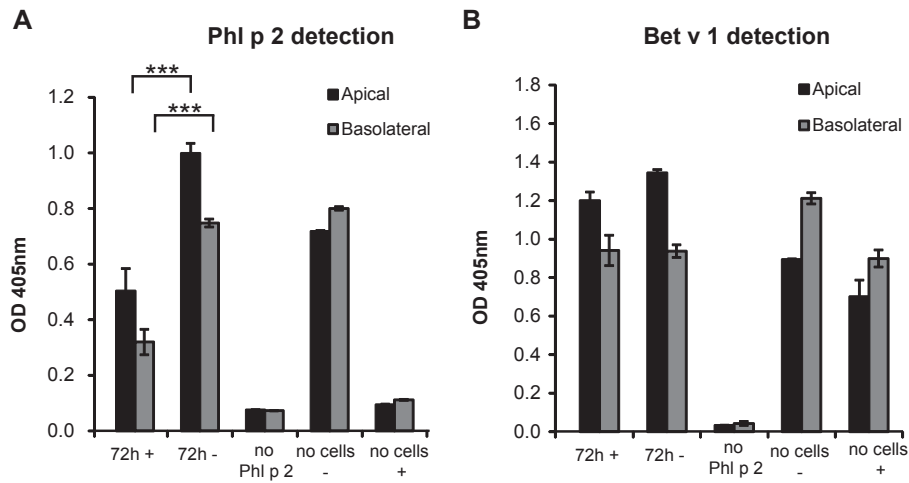 A
Phl p 2 detection
***
***
Apical
Basolateral
1.2
1.0
0.8
0.6
0.4
0.2
0.0
OD 405nm
72h +
72h -
no
Phl p 2
no cells
-
no cells
+
B
Bet v 1 detection
Apical
Basolateral
1.8
1.6
1.4
1.2
1.0
0.8
0.6
0.4
0.2
0.0
OD 405nm
72h +
72h -
no
Phl p 2
no cells
-
no cells
+